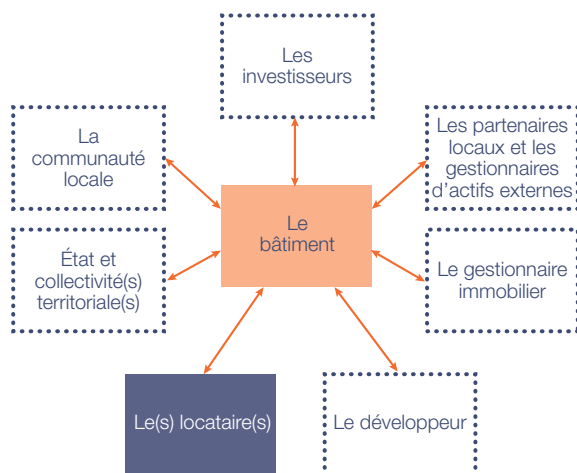 Les
investisseurs
La
communauté
locale
Les partenaires
locaux et les
gestionnaires
d'actifs externes
Le
bâtiment
État et
collectivité(s)
territoriale(s)
Le gestionnaire
immobilier
Le(s) locataire(s)
Le développeur